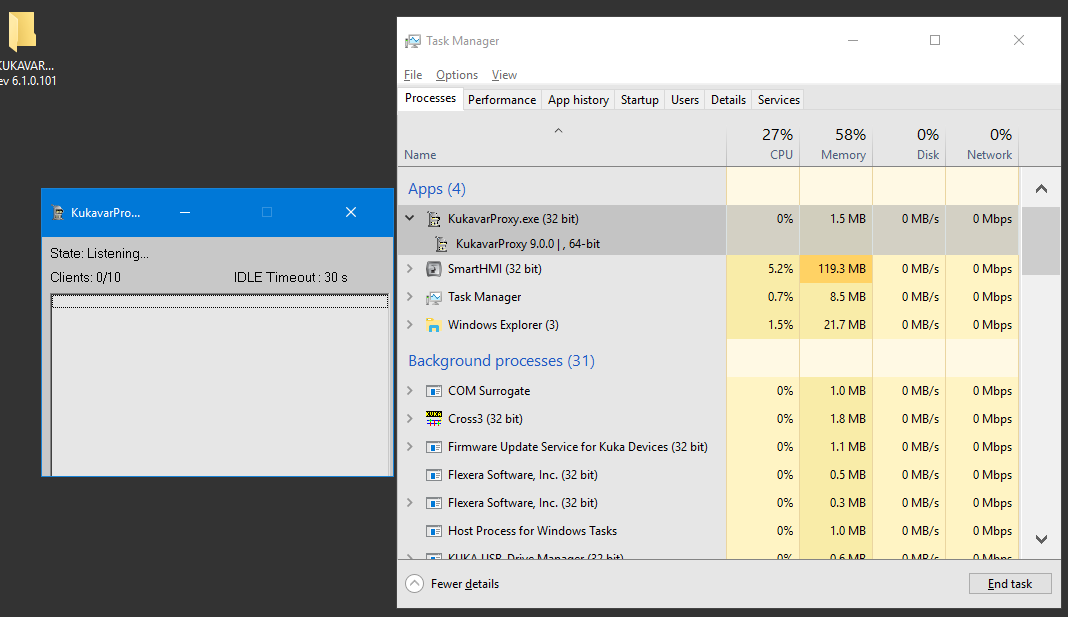 KUKAVAR...
ev 6.1.0.101
KukavarPro...
State: Listening...
Clients: 0/10 IDLE Timeout : 30 s
Task Manager
File Options View
Processes Performance App history Startup Users Details Services
27% 58% 0% 0%
Name CPU Memory Disk Network
Apps (4)
KukavarProxy.exe (32 bit) 0% 1.5 MB 0 MB/s 0 Mbps
KukavarProxy 9.0.0 | , 64-bit
SmartHMI (32 bit) 5.2% 119.3 MB 0 MB/s 0 Mbps
Task Manager 0.7% 8.5 MB 0 MB/s 0 Mbps
Windows Explorer (3) 1.5% 21.7 MB 0 MB/s 0 Mbps
Background processes (31)
COM Surrogate 0% 1.0 MB 0 MB/s 0 Mbps
KUKA
Cross3 (32 bit) 0% 1.8 MB 0 MB/s 0 Mbps
Firmware Update Service for Kuka Devices (32 bit) 0% 1.1 MB 0 MB/s 0 Mbps
Flexera Software, Inc. (32 bit) 0% 0.5 MB 0 MB/s 0 Mbps
Flexera Software, Inc. (32 bit) 0% 0.3 MB 0 MB/s 0 Mbps
Host Process for Windows Tasks 0% 1.0 MB 0 MB/s 0 Mbps
KUKA USB-Drive Manager (32 bit) 0% 0.6 MB 0 MB/s 0 Mbps
Fewer details End task